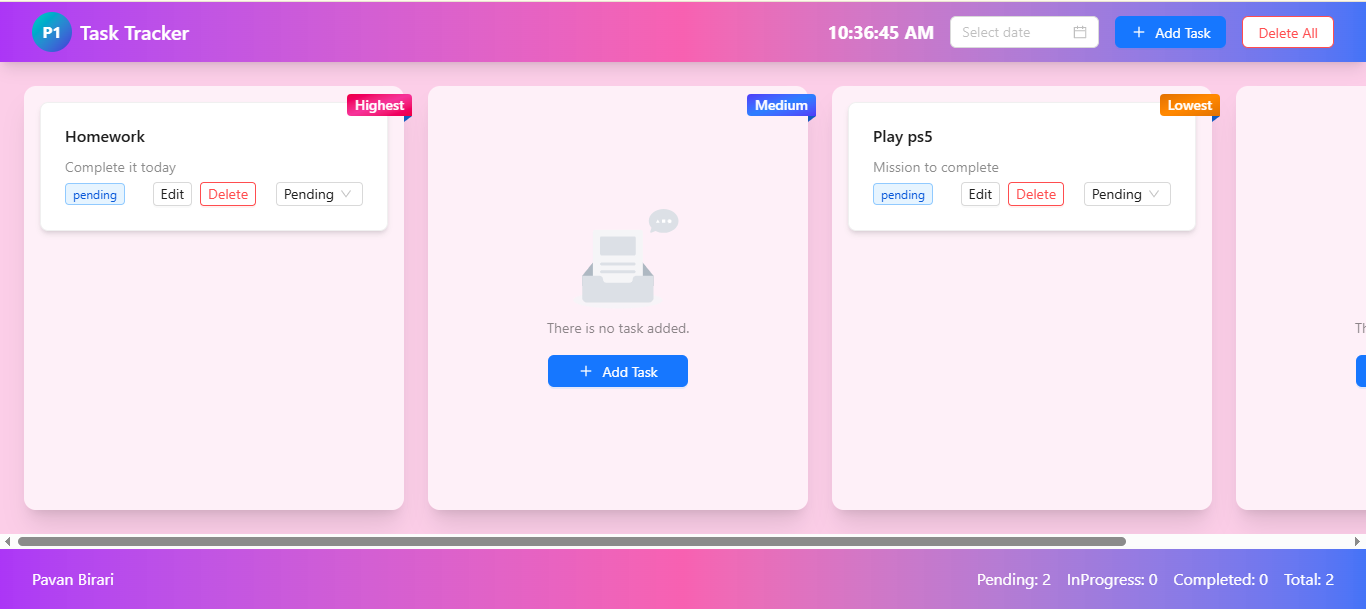 P1 Task Tracker 10:36:45 AM Select date + Add Task Delete All
Highest
Homework
Complete it today
pending Edit Delete Pending
Medium
There is no task added.
+ Add Task
Lowest
Play ps5
Mission to complete
pending Edit Delete Pending
Pavan Birari Pending: 2 InProgress: 0 Completed: 0 Total: 2